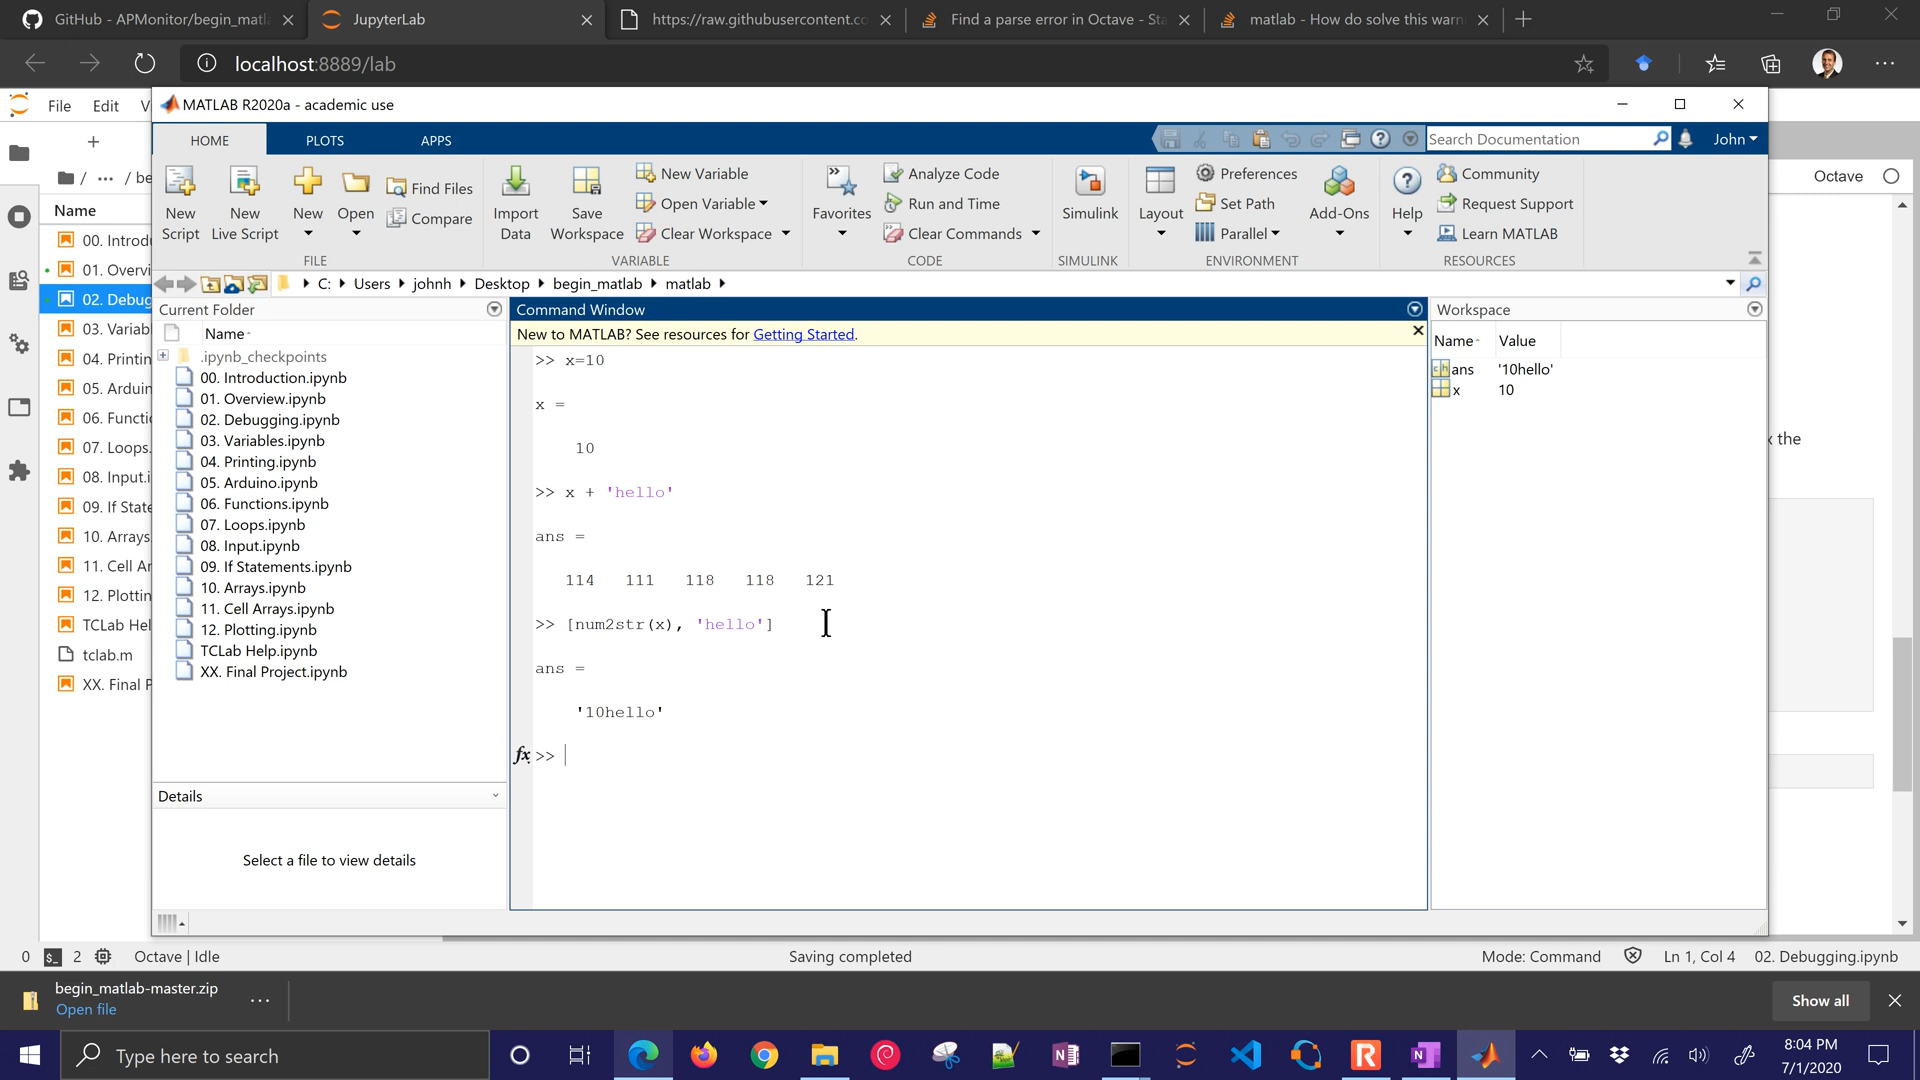 GitHub - APMonitor/begin_matla
JupyterLab
https://raw.githubusercontent.co
Find a parse error in Octave - Sta
matlab - How do solve this warn
localhost:8889/lab
File Edit V
MATLAB R2020a - academic use
HOME PLOTS APPS
Search Documentation
John
New Script
New Live Script
New
Open
Find Files
Compare
FILE
Import Data
Save Workspace
New Variable
Open Variable
Clear Workspace
VARIABLE
Favorites
Analyze Code
Run and Time
Clear Commands
CODE
Simulink
SIMULINK
Layout
Preferences
Set Path
Parallel
Add-Ons
ENVIRONMENT
Help
Community
Request Support
Learn MATLAB
RESOURCES
Octave
/ ··· / be
Name
00. Introdu
01. Overvi
02. Debug
03. Variabl
04. Printin
05. Arduin
06. Functi
07. Loops.
08. Input.i
09. If State
10. Arrays
11. Cell Ar
12. Plottin
TCLab Hel
tclab.m
XX. Final P
C: Users johnh Desktop begin_matlab matlab
Current Folder
Name
.ipynb_checkpoints
00. Introduction.ipynb
01. Overview.ipynb
02. Debugging.ipynb
03. Variables.ipynb
04. Printing.ipynb
05. Arduino.ipynb
06. Functions.ipynb
07. Loops.ipynb
08. Input.ipynb
09. If Statements.ipynb
10. Arrays.ipynb
11. Cell Arrays.ipynb
12. Plotting.ipynb
TCLab Help.ipynb
XX. Final Project.ipynb
Details
Select a file to view details
Command Window
New to MATLAB? See resources for Getting Started.
>> x=10
x =
10
>> x + 'hello'
ans =
114 111 118 118 121
>> [num2str(x), 'hello']
ans =
'10hello'
fx >>
Workspace
Name Value
ans '10hello'
x 10
x the
0 2 Octave | Idle
Saving completed
Mode: Command
Ln 1, Col 4 02. Debugging.ipynb
begin_matlab-master.zip
Open file
Show all
Type here to search
8:04 PM
7/1/2020